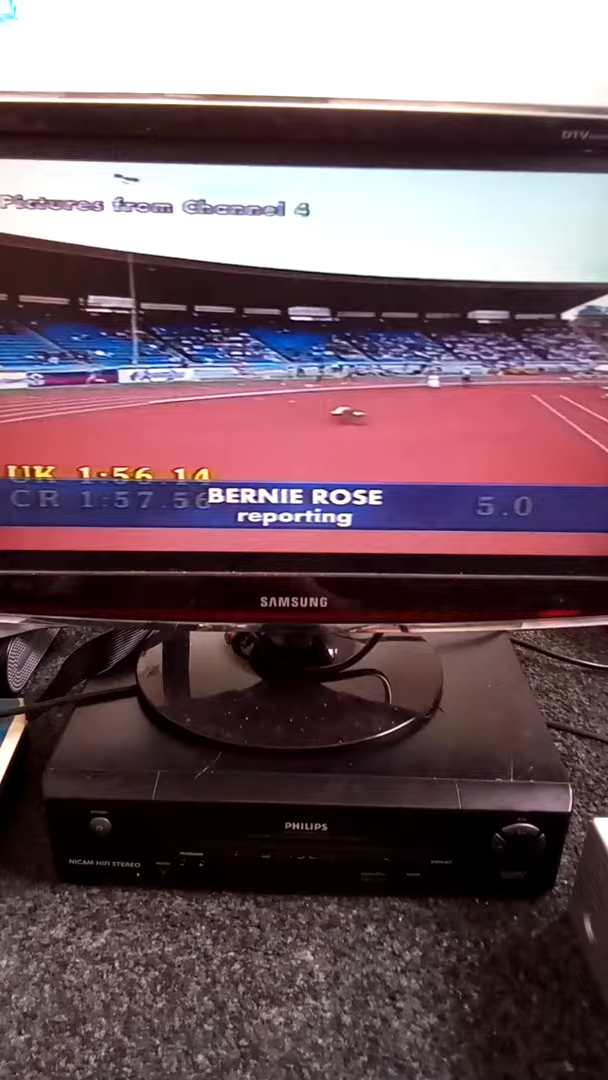 DTV
Pictures from Channel 4
UK 1:56.14
CR 1:57.56
BERNIE ROSE
reporting
5.0
SAMSUNG
PHILIPS
NICAM HIFI STEREO